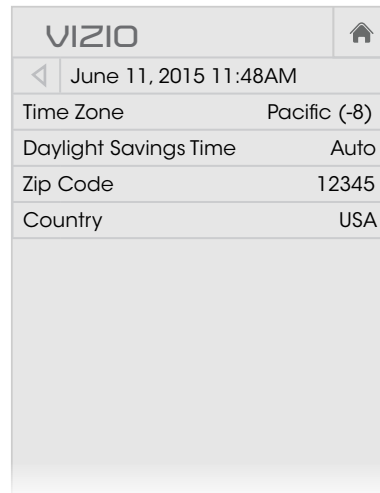 VIZIO
June 11, 2015 11:48AM
Time Zone Pacific (-8)
Daylight Savings Time Auto
Zip Code 12345
Country USA